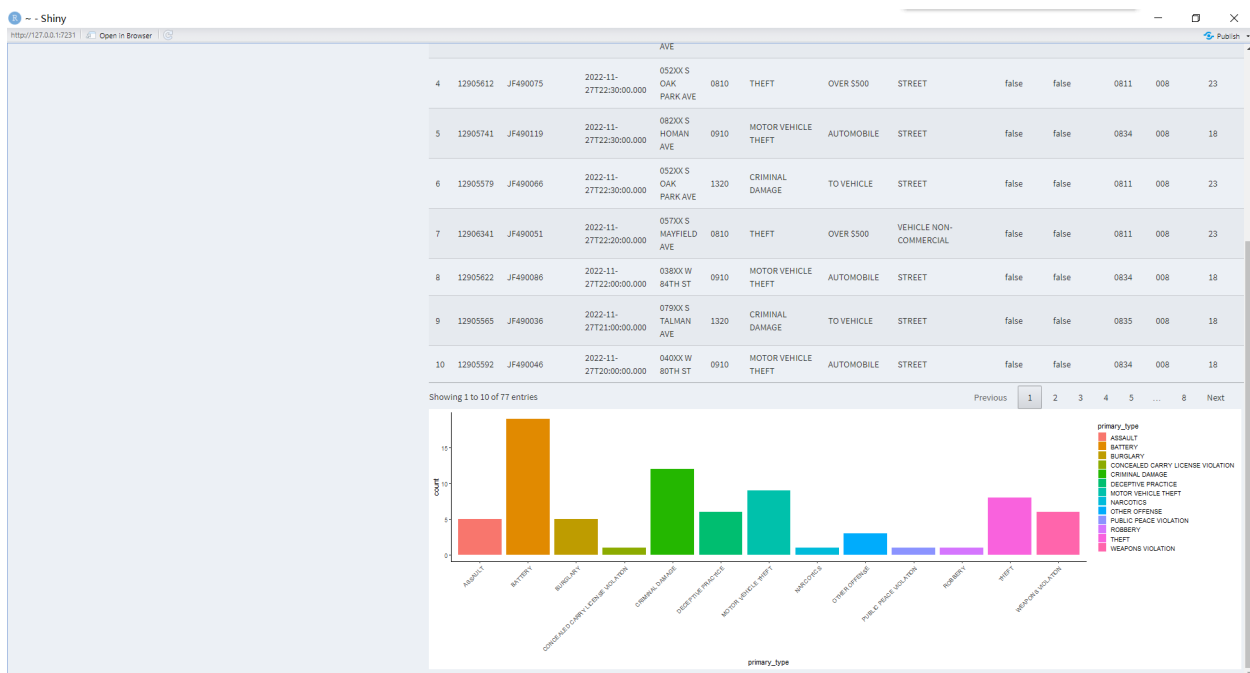 ~ - Shiny
http://127.0.0.1:7231 Open in Browser Publish
AVE
4 12905612 JF490075 2022-11-27T22:30:00.000 052XX S OAK PARK AVE 0810 THEFT OVER $500 STREET false false 0811 008 23
5 12905741 JF490119 2022-11-27T22:30:00.000 082XX S HOMAN AVE 0910 MOTOR VEHICLE THEFT AUTOMOBILE STREET false false 0834 008 18
6 12905579 JF490066 2022-11-27T22:30:00.000 052XX S OAK PARK AVE 1320 CRIMINAL DAMAGE TO VEHICLE STREET false false 0811 008 23
7 12906341 JF490051 2022-11-27T22:20:00.000 057XX S MAYFIELD AVE 0810 THEFT OVER $500 VEHICLE NON-COMMERCIAL false false 0811 008 23
8 12905622 JF490086 2022-11-27T22:00:00.000 038XX W 84TH ST 0910 MOTOR VEHICLE THEFT AUTOMOBILE STREET false false 0834 008 18
9 12905565 JF490036 2022-11-27T21:00:00.000 079XX S TALMAN AVE 1320 CRIMINAL DAMAGE TO VEHICLE STREET false false 0835 008 18
10 12905592 JF490046 2022-11-27T20:00:00.000 040XX W 80TH ST 0910 MOTOR VEHICLE THEFT AUTOMOBILE STREET false false 0834 008 18
Showing 1 to 10 of 77 entries
Previous 1 2 3 4 5 … 8 Next
count
15
10
5
0
ASSAULT
BATTERY
BURGLARY
CONCEALED CARRY LICENSE VIOLATION
CRIMINAL DAMAGE
DECEPTIVE PRACTICE
MOTOR VEHICLE THEFT
NARCOTICS
OTHER OFFENSE
PUBLIC PEACE VIOLATION
ROBBERY
THEFT
WEAPONS VIOLATION
primary_type
primary_type
ASSAULT
BATTERY
BURGLARY
CONCEALED CARRY LICENSE VIOLATION
CRIMINAL DAMAGE
DECEPTIVE PRACTICE
MOTOR VEHICLE THEFT
NARCOTICS
OTHER OFFENSE
PUBLIC PEACE VIOLATION
ROBBERY
THEFT
WEAPONS VIOLATION